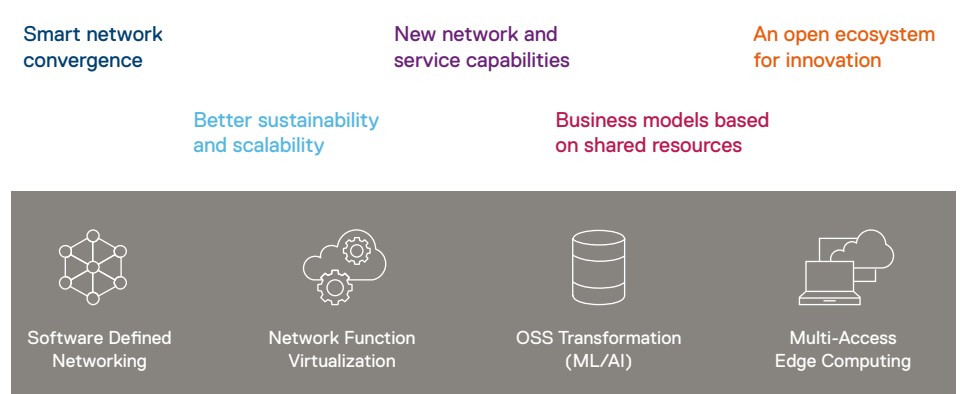 Smart network
convergence
New network and
service capabilities
An open ecosystem
for innovation
Better sustainability
and scalability
Business models based
on shared resources
Software Defined
Networking
Network Function
Virtualization
OSS Transformation
(ML/AI)
Multi-Access
Edge Computing